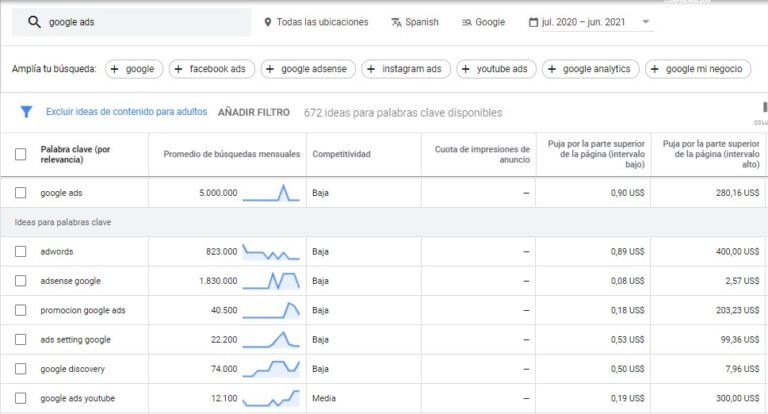 google ads
Todas las ubicaciones
Spanish
Google
jul. 2020 – jun. 2021
Amplía tu búsqueda:
+ google
+ facebook ads
+ google adsense
+ instagram ads
+ youtube ads
+ google analytics
+ google mi negocio
Excluir ideas de contenido para adultos
AÑADIR FILTRO
672 ideas para palabras clave disponibles
Palabra clave (por
relevancia)
Promedio de búsquedas mensuales
Competitividad
Cuota de impresiones de
anuncio
Puja por la parte superior
de la página (intervalo
bajo)
Puja por la parte superior
de la página (intervalo
alto)
google ads 5.000.000 Baja – 0,90 US$ 280,16 US$
Ideas para palabras clave
adwords 823.000 Baja – 0,89 US$ 400,00 US$
adsense google 1.830.000 Baja – 0,08 US$ 2,57 US$
promocion google ads 40.500 Baja – 0,18 US$ 203,23 US$
ads setting google 22.200 Baja – 0,53 US$ 99,36 US$
google discovery 74.000 Baja – 0,50 US$ 7,96 US$
google ads youtube 12.100 Media – 0,19 US$ 300,00 US$